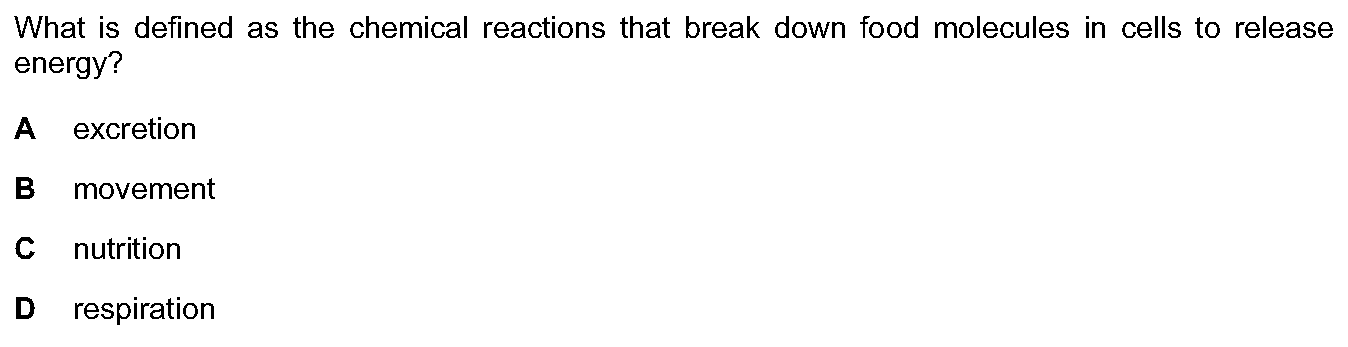 What is defined as the chemical reactions that break down food molecules in cells to release
energy?
A excretion
B movement
C nutrition
D respiration